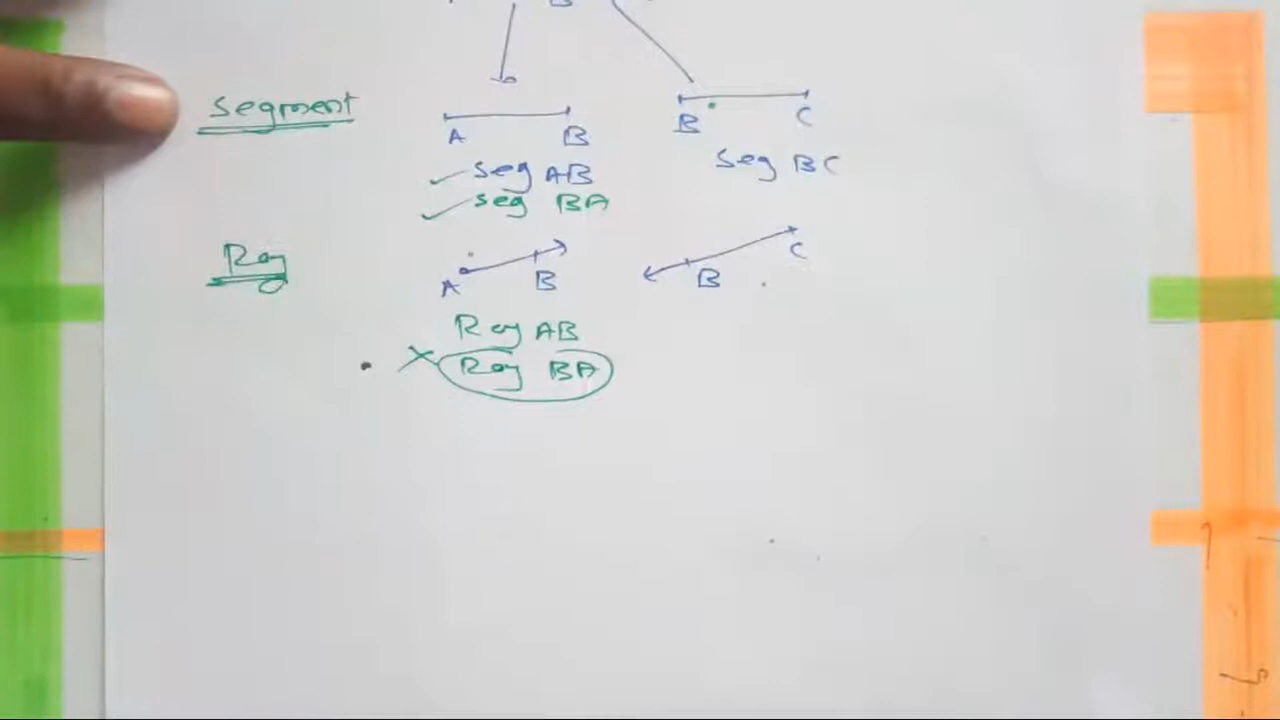 B
Segment
A B
B C
✓ Seg AB
Seg BC
✓ Seg BA
Ray
A B
B C
Ray AB
× Ray BA